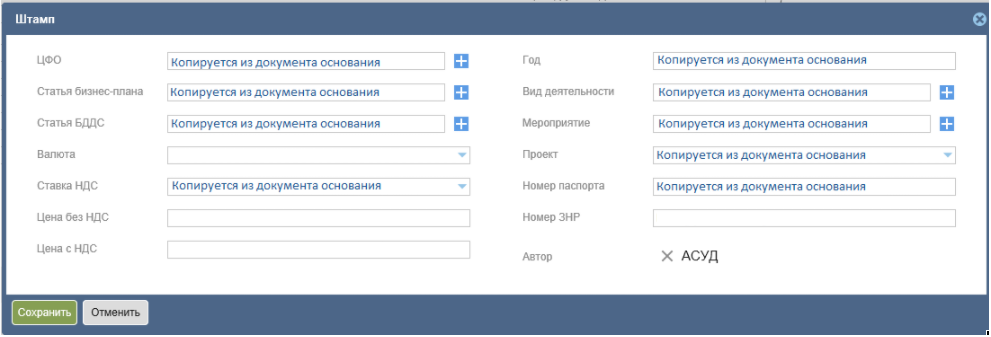 Штамп
ЦФО Копируется из документа основания
Год Копируется из документа основания
Статья бизнес-плана Копируется из документа основания
Вид деятельности Копируется из документа основания
Статья БДДС Копируется из документа основания
Мероприятие Копируется из документа основания
Валюта
Проект Копируется из документа основания
Ставка НДС Копируется из документа основания
Номер паспорта Копируется из документа основания
Цена без НДС
Номер ЗНР
Цена с НДС
Автор АСУД
Сохранить Отменить